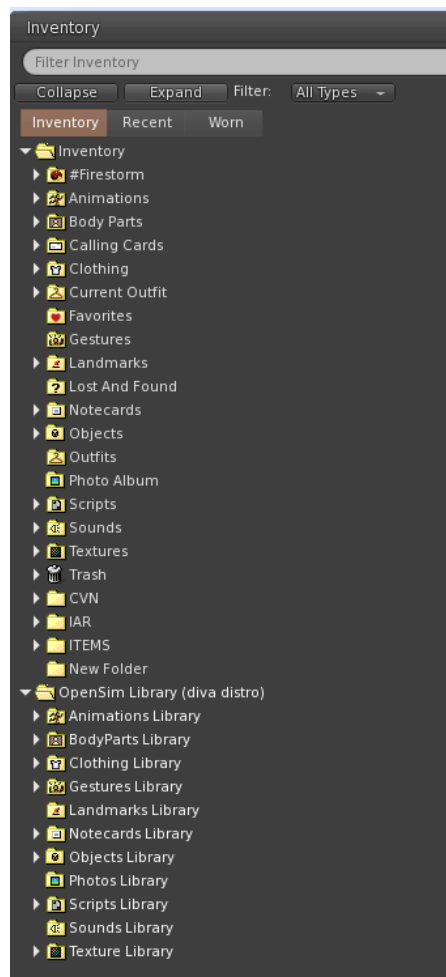 Inventory
Filter Inventory
Collapse Expand Filter: All Types
Inventory Recent Worn
Inventory
#Firestorm
Animations
Body Parts
Calling Cards
Clothing
Current Outfit
Favorites
Gestures
Landmarks
Lost And Found
Notecards
Objects
Outfits
Photo Album
Scripts
Sounds
Textures
Trash
CVN
IAR
ITEMS
New Folder
OpenSim Library (diva distro)
Animations Library
BodyParts Library
Clothing Library
Gestures Library
Landmarks Library
Notecards Library
Objects Library
Photos Library
Scripts Library
Sounds Library
Texture Library